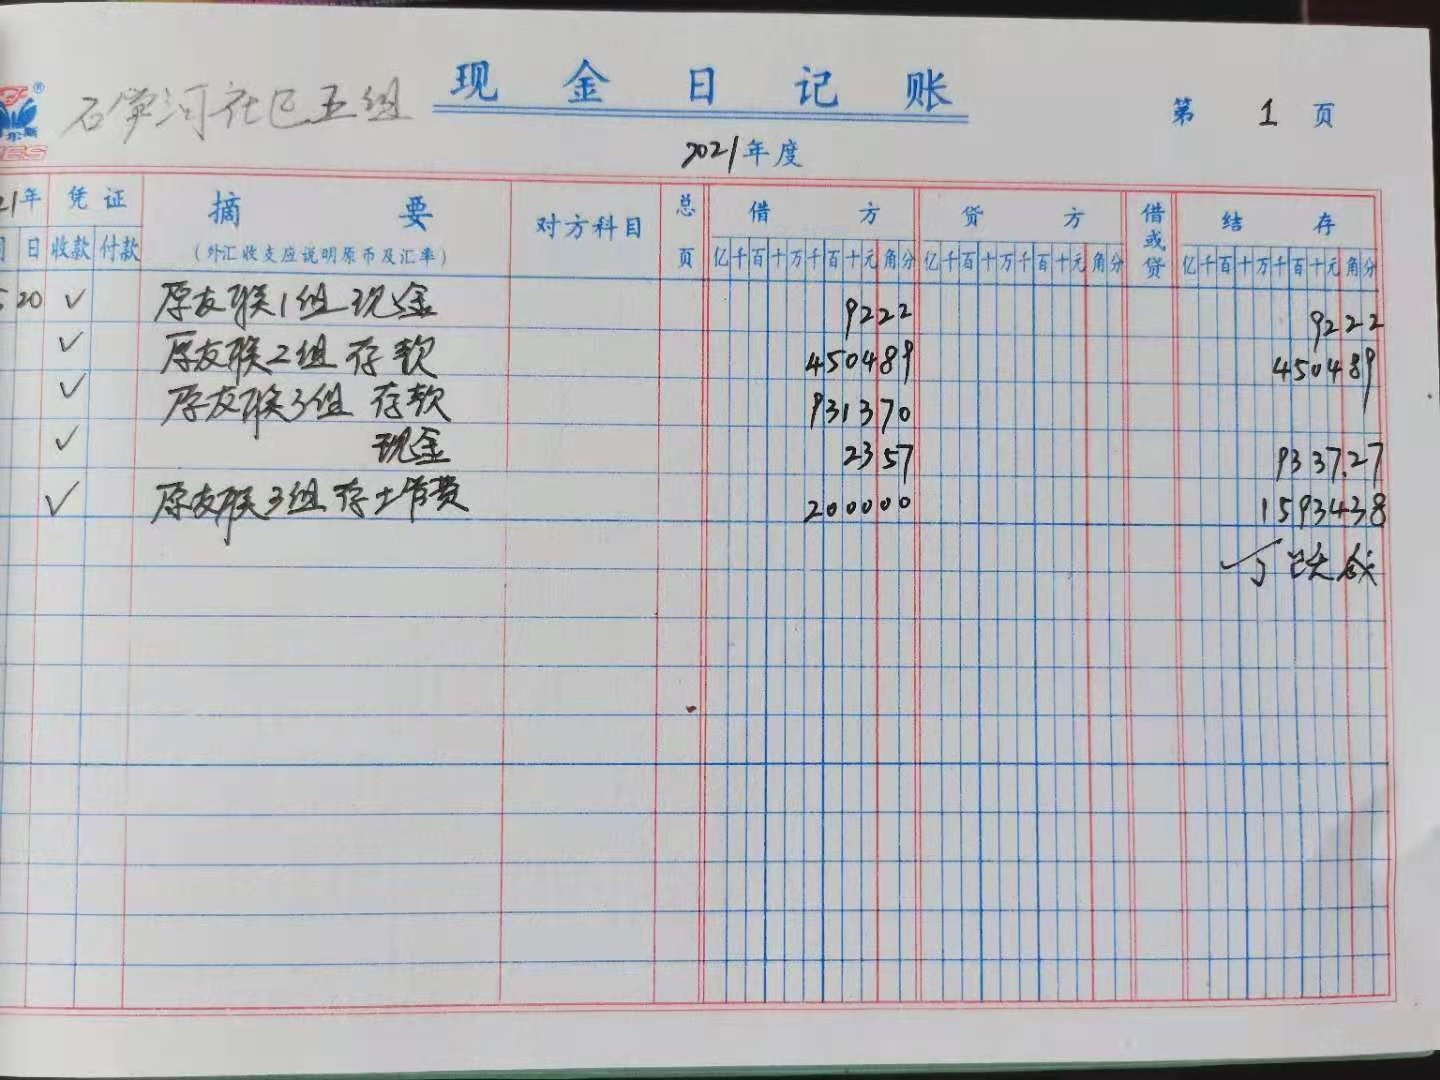 石笋河社区五组 现金日记账 第 1 页
2021年度
21年 凭证 摘要 对方科目 总页 借方 贷方 借或贷 结存
月 日 收款 付款 (外汇收支应说明原币及汇率) 亿千百十万千百十元角分 亿千百十万千百十元角分 亿千百十万千百十元角分
5 20 ✓ 原友联1组现金 9222 9222
✓ 原友联2组存款 450489 450489
✓ 原友联3组 存款 931370
✓ 现金 2357 933727
✓ 原友联3组存土管费 200000 1593438